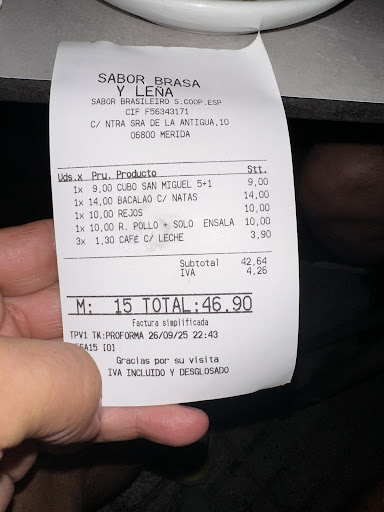 SABOR BRASA
Y LEÑA
SABOR BRASILEIRO S.COOP.ESP
CIF F56343171
C/ NTRA SRA DE LA ANTIGUA,10
06800 MERIDA
Uds.x Pru. Producto Stt.
1x 9,00 CUBO SAN MIGUEL 5+1 9,00
1x 14,00 BACALAO C/ NATAS 14,00
1x 10,00 REJOS 10,00
1x 10,00 R. POLLO + SOLO ENSALA 10,00
3x 1,30 CAFÉ C/ LECHE 3,90
Subtotal 42,64
IVA 4,26
M: 15 TOTAL:46,90
Factura simplificada
TPV1 TK:PROFORMA 26/09/25 22:43
[0]
Gracias por su visita
IVA INCLUIDO Y DESGLOSADO